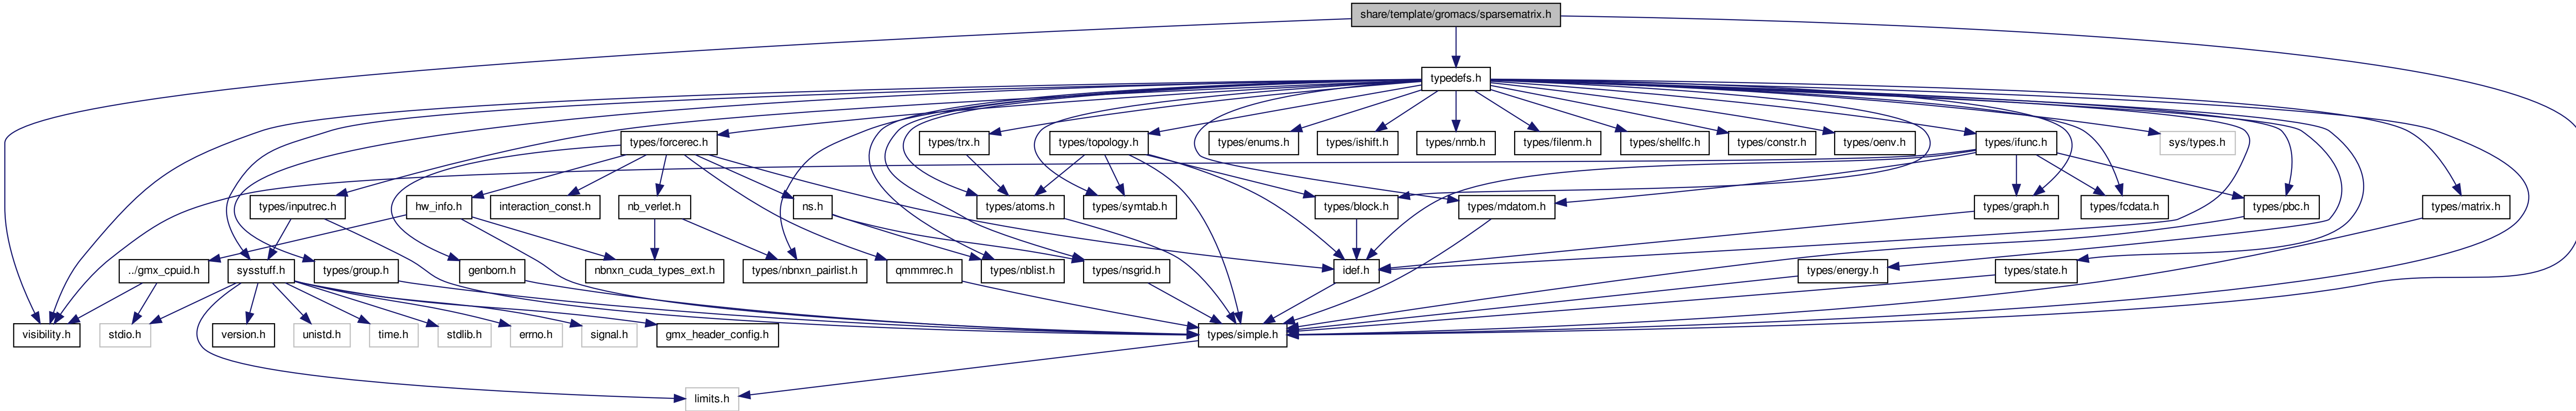 share/template/gromacs/sparsematrix.h
typedefs.h
types/forcerec.h
types/trx.h
types/topology.h
types/enums.h
types/ishift.h
types/nrnb.h
types/filenm.h
types/shellfc.h
types/constr.h
types/oenv.h
types/ifunc.h
sys/types.h
types/inputrec.h
hw_info.h
interaction_const.h
nb_verlet.h
ns.h
types/atoms.h
types/symtab.h
types/block.h
types/mdatom.h
types/graph.h
types/fcdata.h
types/pbc.h
types/matrix.h
../gmx_cpuid.h
sysstuff.h
types/group.h
genborn.h
nbnxn_cuda_types_ext.h
types/nbnxn_pairlist.h
qmmmrec.h
types/nblist.h
types/nsgrid.h
idef.h
types/energy.h
types/state.h
visibility.h
stdio.h
version.h
unistd.h
time.h
stdlib.h
errno.h
signal.h
gmx_header_config.h
types/simple.h
limits.h